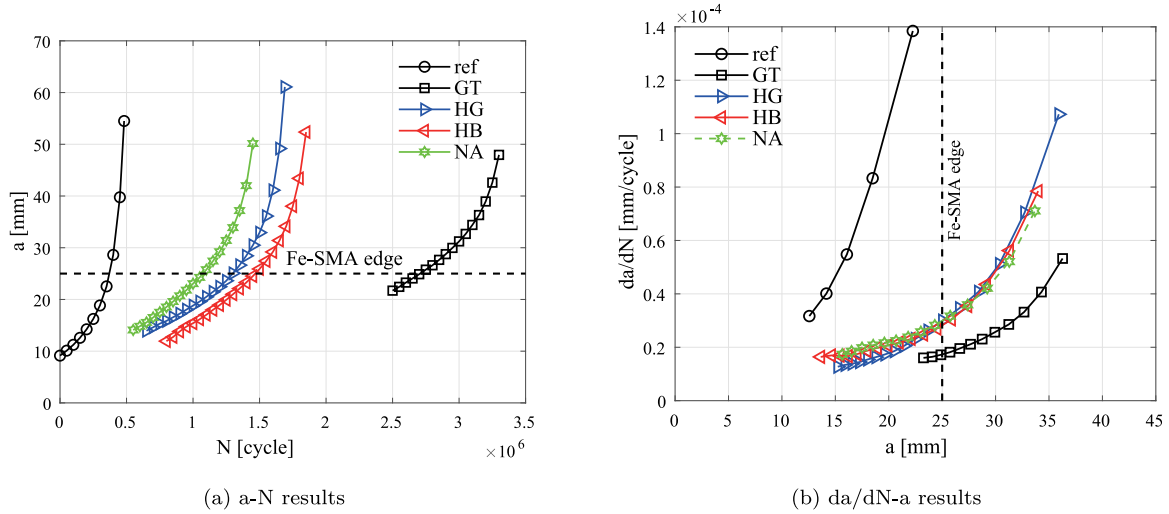 70
60
50
40
30
20
10
0
a [mm]
0
0.5
1
1.5
2
2.5
3
3.5
N [cycle]
×10⁶
ref
GT
HG
HB
NA
Fe-SMA edge
(a) a-N results
×10⁻⁴
1.4
1.2
1
0.8
0.6
0.4
0.2
0
da/dN [mm/cycle]
0
5
10
15
20
25
30
35
40
45
a [mm]
ref
GT
HG
HB
NA
Fe-SMA edge
(b) da/dN-a results